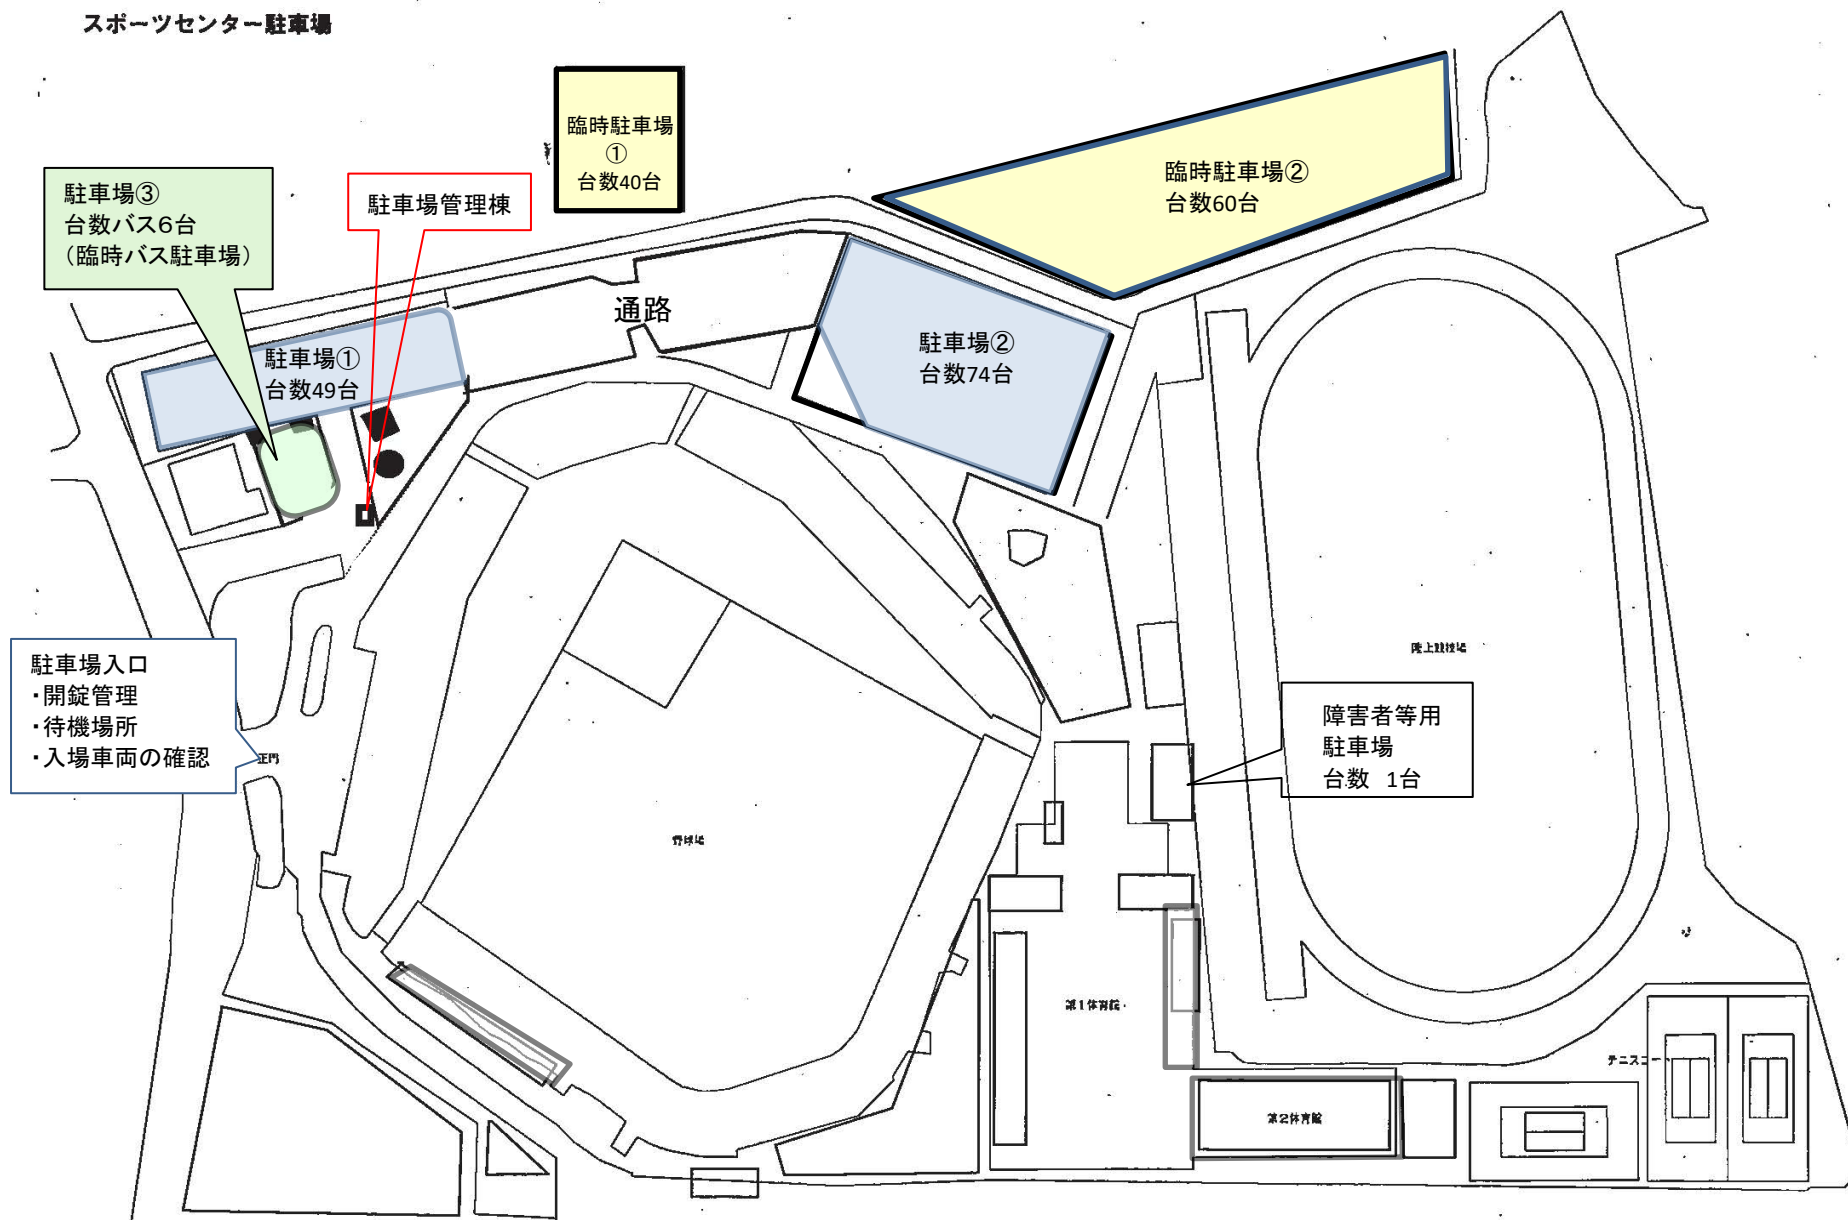 スポーツセンター駐車場
臨時駐車場
①
台数40台
臨時駐車場②
台数60台
駐車場③
台数バス6台
（臨時バス駐車場）
駐車場管理棟
通路
駐車場①
台数49台
駐車場②
台数74台
駐車場入口
・開錠管理
・待機場所
・入場車両の確認
正門
陸上競技場
障害者等用
駐車場
台数 1台
野球場
第1体育館
第2体育館
テニスコート